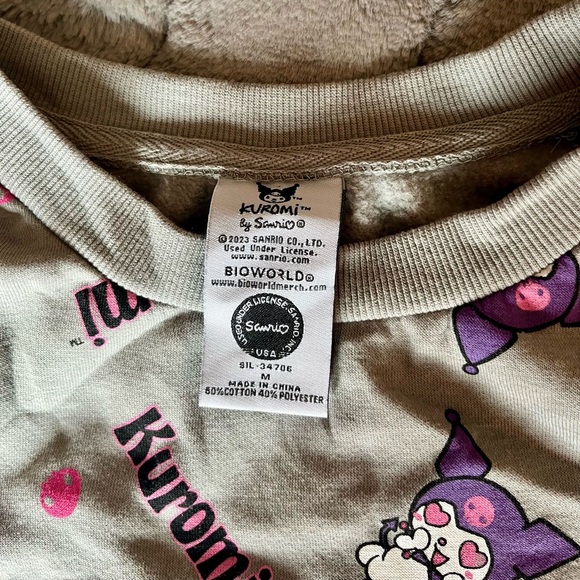 KUROMI™
by Sanrio®
©2023 SANRIO CO., LTD.
Used Under License.
www.sanrio.com
BIOWORLD®
www.bioworldmerch.com
USED UNDER LICENSE·SANRIO, INC.
Sanrio
USA
SIL-34706
M
MADE IN CHINA
60%COTTON 40% POLYESTER
TM
Kuromi